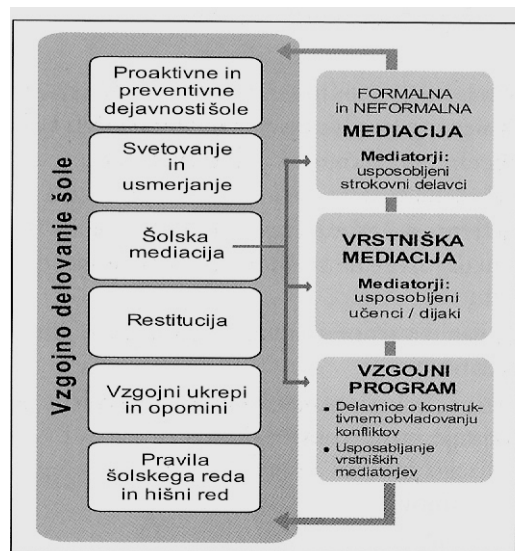 Vzgojno delovanje šole
Proaktivne in
preventivne
dejavnosti šole
Svetovanje
in
usmerjanje
Šolska
mediacija
Restitucija
Vzgojni ukrepi
in opomini
Pravila
šolskega reda
in hišni red
FORMALNA
in NEFORMALNA
MEDIACIJA
Mediatorji:
usposobljeni
strokovni delavci
VRSTNIŠKA
MEDIACIJA
Mediatorji:
usposobljeni
učenci / dijaki
VZGOJNI
PROGRAM
• Delavnice o konstruk-
tivnem obvladovanju
konfliktov
• Usposabljanje
vrstniških
mediatorjev